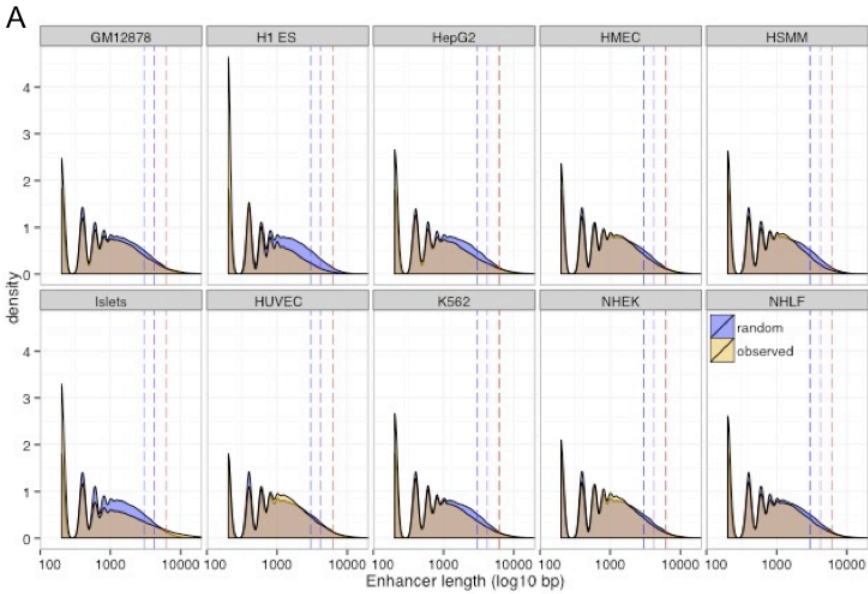 A
GM12878 H1 ES HepG2 HMEC HSMM
4
3
2
1
0
density
Islets HUVEC K562 NHEK NHLF
random
observed
4
3
2
1
0
100 1000 10000 100 1000 10000 100 1000 10000 100 1000 10000 100 1000 10000
Enhancer length (log10 bp)